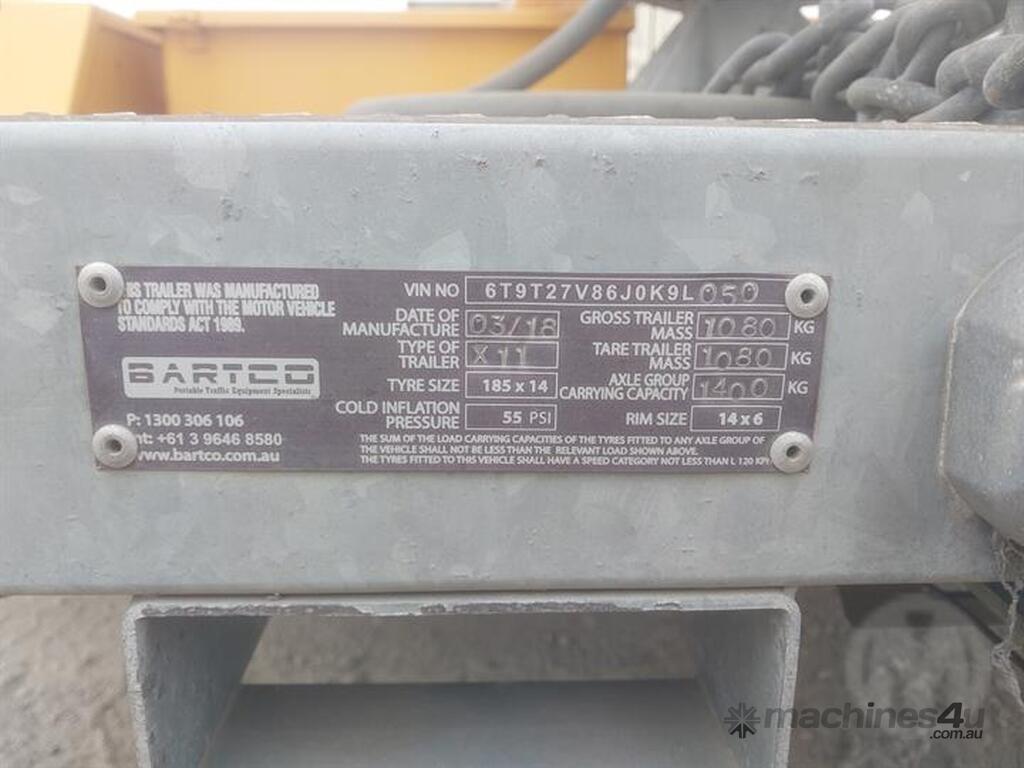 IS TRAILER WAS MANUFACTURED
TO COMPLY WITH THE MOTOR VEHICLE
STANDARDS ACT 1989.
BARTCO
Portable Traffic Equipment Specialists
P: 1300 306 106
nt: +61 3 9646 8580
www.bartco.com.au
VIN NO 6T9T27V86J0K9L050
DATE OF MANUFACTURE 03/18
TYPE OF TRAILER X11
TYRE SIZE 185 x 14
COLD INFLATION PRESSURE 55 PSI
GROSS TRAILER MASS 1080 KG
TARE TRAILER MASS 1080 KG
AXLE GROUP CARRYING CAPACITY 1400 KG
RIM SIZE 14 x 6
THE SUM OF THE LOAD CARRYING CAPACITIES OF THE TYRES FITTED TO ANY AXLE GROUP OF
THE VEHICLE SHALL NOT BE LESS THAN THE RELEVANT LOAD SHOWN ABOVE.
THE TYRES FITTED TO THIS VEHICLE SHALL HAVE A SPEED CATEGORY NOT LESS THAN L 120 KPH
machines4u
.com.au